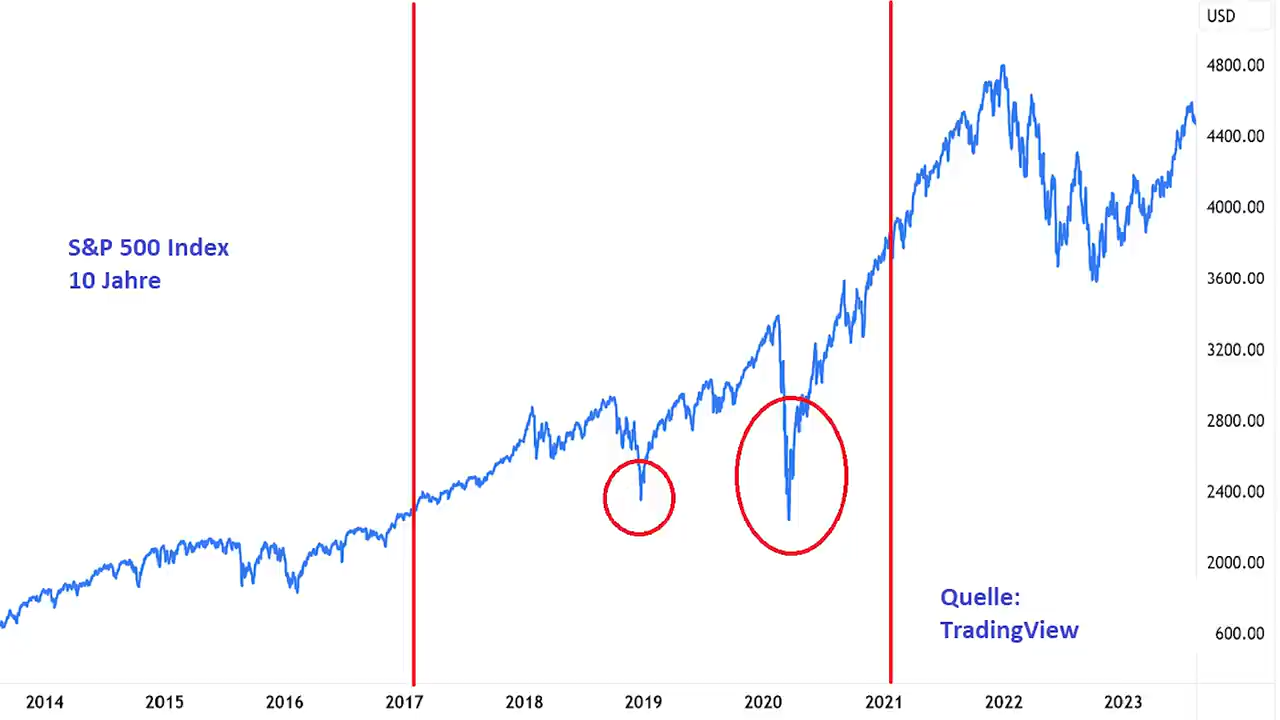 USD
4800.00
4400.00
S&P 500 Index
10 Jahre
4000.00
3600.00
3200.00
2800.00
2400.00
2000.00
Quelle:
TradingView
600.00
2014 2015 2016 2017 2018 2019 2020 2021 2022 2023